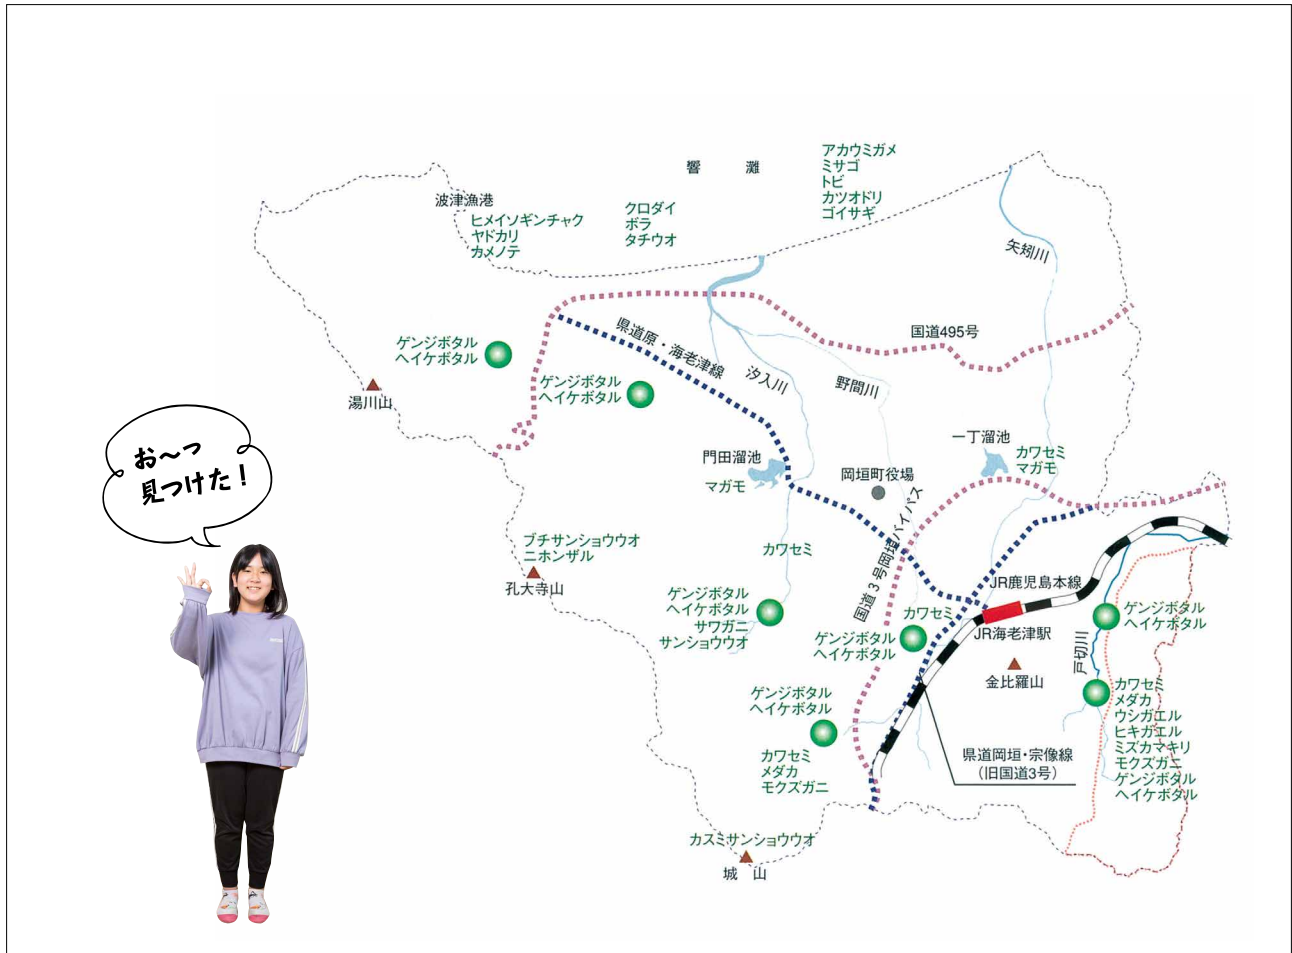 響 灘
アカウミガメ
ミサゴ
トビ
カツオドリ
ゴイサギ
波津漁港
ヒメイソギンチャク
ヤドカリ
カメノテ
クロダイ
ボラ
タチウオ
矢矧川
国道495号
県道原・海老津線
汐入川
野間川
ゲンジボタル
ヘイケボタル
湯川山
ゲンジボタル
ヘイケボタル
お〜っ
見つけた!
門田溜池
マガモ
岡垣町役場
一丁溜池
カワセミ
マガモ
国道3号岡垣バイパス
ブチサンショウウオ
ニホンザル
孔大寺山
カワセミ
ゲンジボタル
ヘイケボタル
サワガニ
サンショウウオ
カワセミ
ゲンジボタル
ヘイケボタル
JR鹿児島本線
JR海老津駅
金比羅山
戸切川
ゲンジボタル
ヘイケボタル
カワセミ
メダカ
ウシガエル
ヒキガエル
ミズカマキリ
モクズガニ
ゲンジボタル
ヘイケボタル
ゲンジボタル
ヘイケボタル
カワセミ
メダカ
モクズガニ
県道岡垣・宗像線
(旧国道3号)
カスミサンショウウオ
城 山